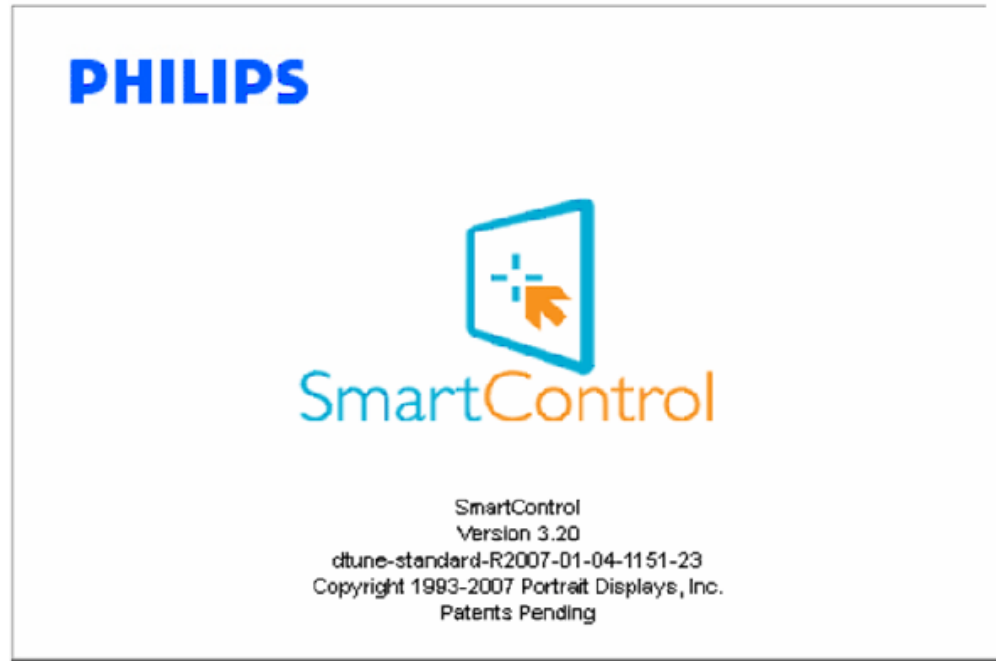 PHILIPS
SmartControl
SmartControl
Version 3.20
dtune-standard-R2007-01-04-1151-23
Copyright 1993-2007 Portrait Displays, Inc.
Patents Pending